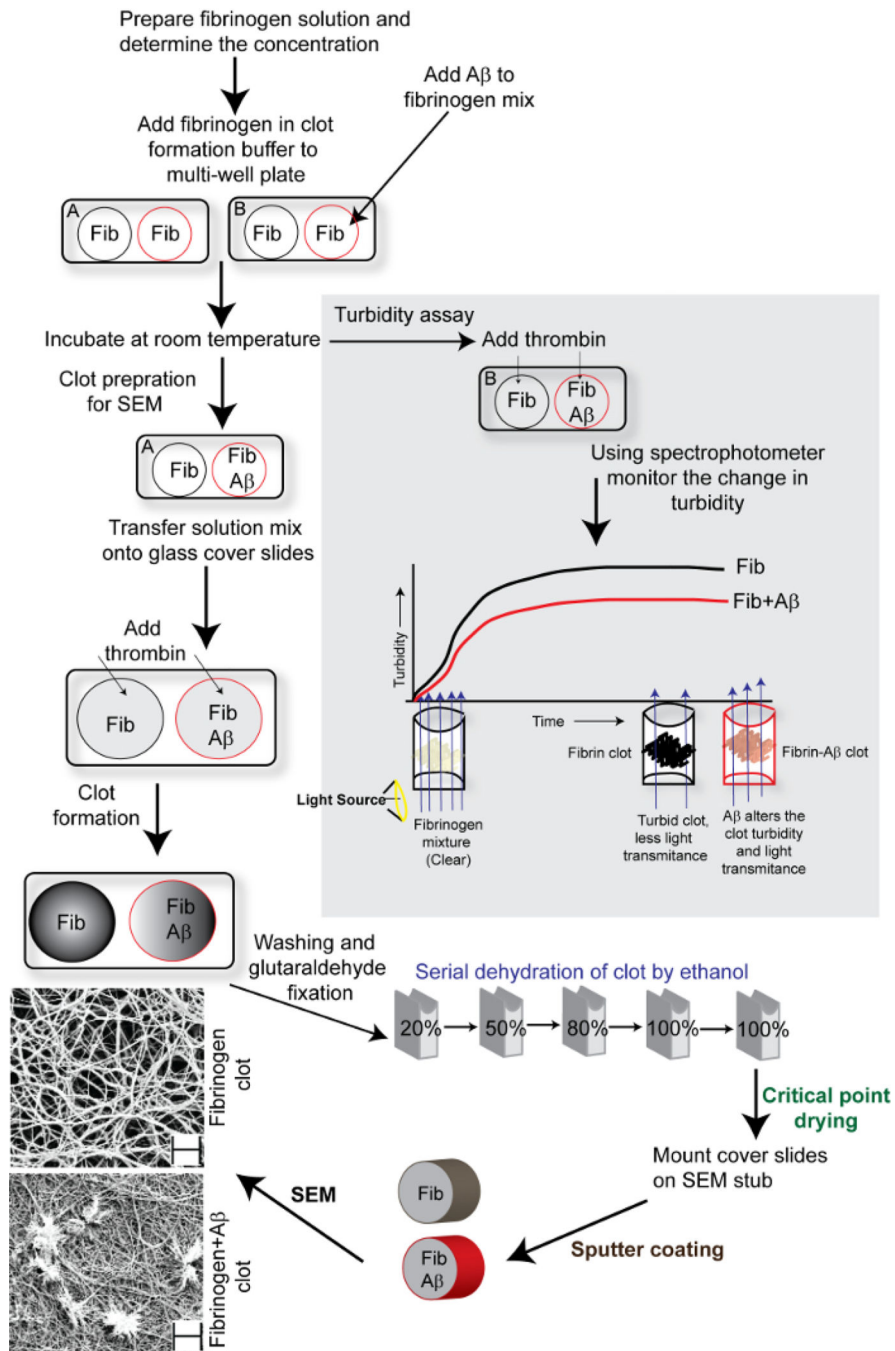 Prepare fibrinogen solution and
determine the concentration
Add Aβ to
fibrinogen mix
Add fibrinogen in clot
formation buffer to
multi-well plate
A
Fib
Fib
B
Fib
Fib
Incubate at room temperature
Turbidity assay
Add thrombin
B
Fib
Fib
Aβ
Clot prepration
for SEM
A
Fib
Fib
Aβ
Using spectrophotometer
monitor the change in
turbidity
Transfer solution mix
onto glass cover slides
Turbidity
Fib
Fib+Aβ
Time
Add
thrombin
Fib
Fib
Aβ
Fibrin clot
Fibrin-Aβ clot
Light Source
Fibrinogen
mixture
(Clear)
Turbid clot,
less light
transmitance
Aβ alters the
clot turbidity
and light
transmittance
Clot
formation
Fib
Fib
Aβ
Washing and
glutaraldehyde
fixation
Serial dehydration of clot by ethanol
20%
50%
80%
100%
100%
Fibrinogen
clot
Critical point
drying
Mount cover slides
on SEM stub
Sputter coating
Fib
Fib
Aβ
SEM
Fibrinogen+Aβ
clot